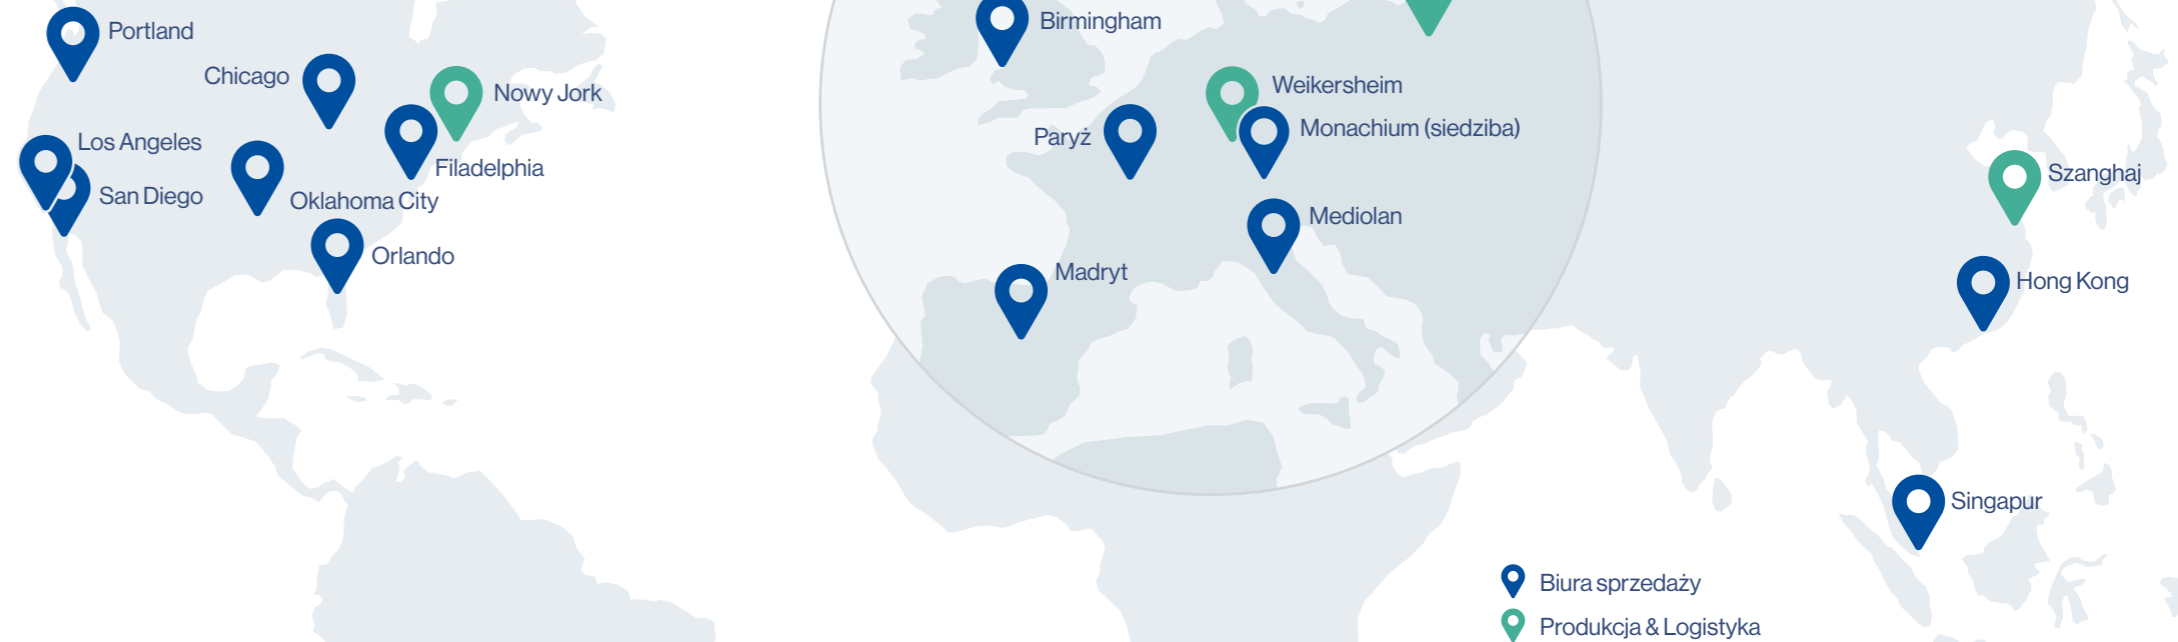 Portland
Chicago
Nowy Jork
Los Angeles
Filadelphia
San Diego
Oklahoma City
Orlando
Birmingham
Weikersheim
Paryż
Monachium (siedziba)
Mediolan
Madryt
Szanghaj
Hong Kong
Singapur
Biura sprzedaży
Produkcja & Logistyka